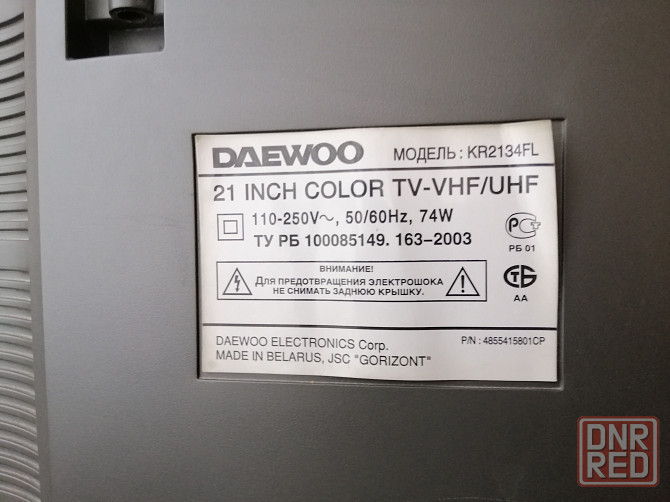 DAEWOO МОДЕЛЬ : KR2134FL
21 INCH COLOR TV-VHF/UHF
110-250V~, 50/60Hz, 74W
ТУ РБ 100085149. 163–2003
РСТ
РБ 01
ВНИМАНИЕ!
Для предотвращения электрошока
не снимать заднюю крышку.
СТБ
АА
DAEWOO ELECTRONICS Corp.
MADE IN BELARUS, JSC "GORIZONT"
P/N : 4855415801CP
DNR
RED